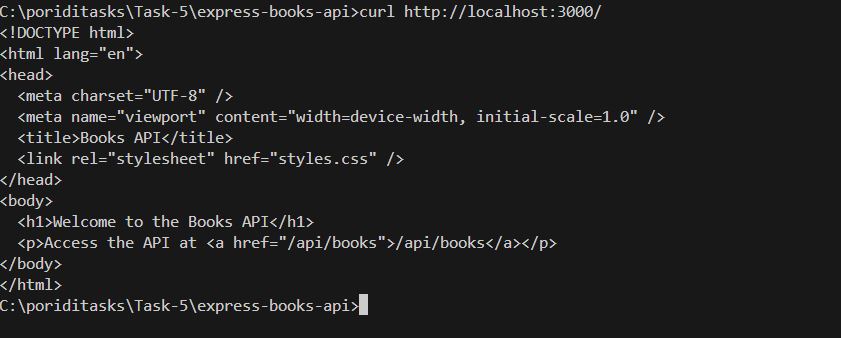 C:\poriditasks\Task-5\express-books-api>curl http://localhost:3000/
<!DOCTYPE html>
<html lang="en">
<head>
  <meta charset="UTF-8" />
  <meta name="viewport" content="width=device-width, initial-scale=1.0" />
  <title>Books API</title>
  <link rel="stylesheet" href="styles.css" />
</head>
<body>
  <h1>Welcome to the Books API</h1>
  <p>Access the API at <a href="/api/books">/api/books</a></p>
</body>
</html>
C:\poriditasks\Task-5\express-books-api>